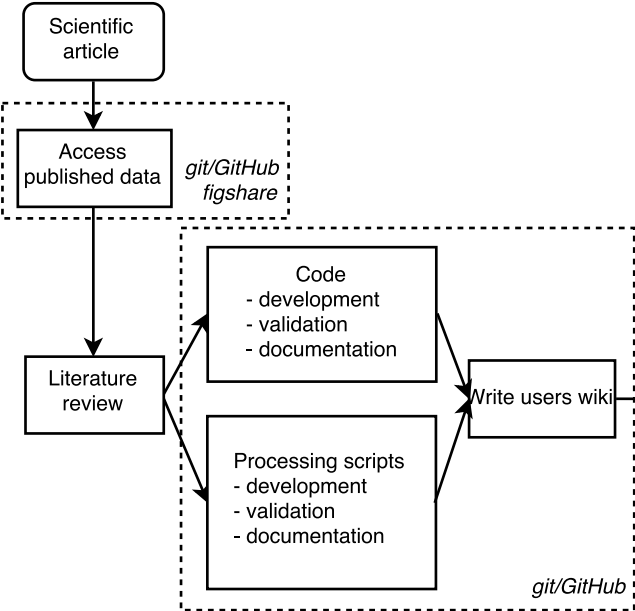 Scientific
article
Access
published data
git/GitHub
figshare
Code
- development
- validation
- documentation
Literature
review
Write users wiki
Processing scripts
- development
- validation
- documentation
git/GitHub